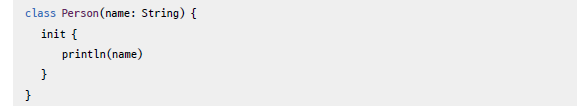 class Person(name: String) {
    init {
        println(name)
    }
}